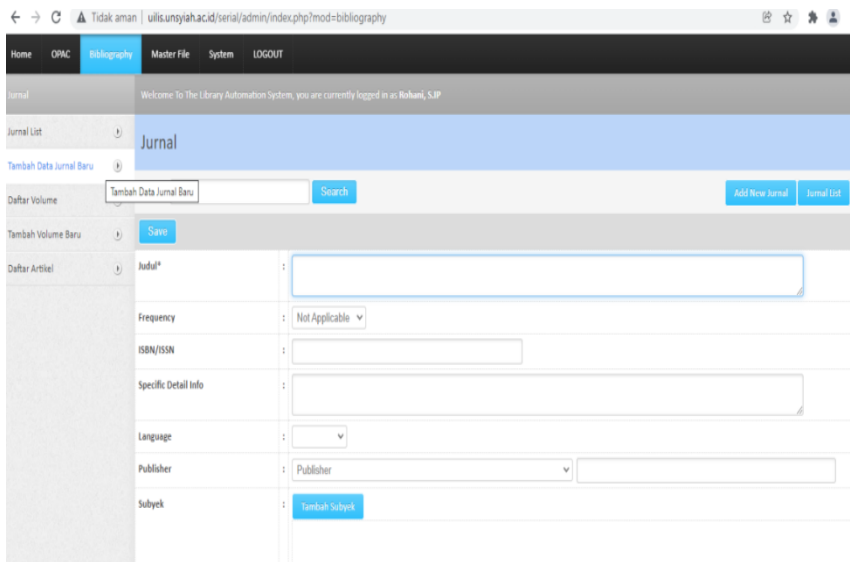 Tidak aman | uilis.unsyiah.ac.id/serial/admin/index.php?mod=bibliography
Home OPAC Bibliography Master File System LOGOUT
Jurnal
Welcome To The Library Automation System, you are currently logged in as Rohani, S.IP
Jurnal List
Tambah Data Jurnal Baru
Daftar Volume
Tambah Volume Baru
Daftar Artikel
Jurnal
Tambah Data Jurnal Baru
Search
Add New Jurnal
Jurnal List
Save
Judul* :
Frequency : Not Applicable
ISBN/ISSN :
Specific Detail Info :
Language :
Publisher : Publisher
Subyek : Tambah Subyek